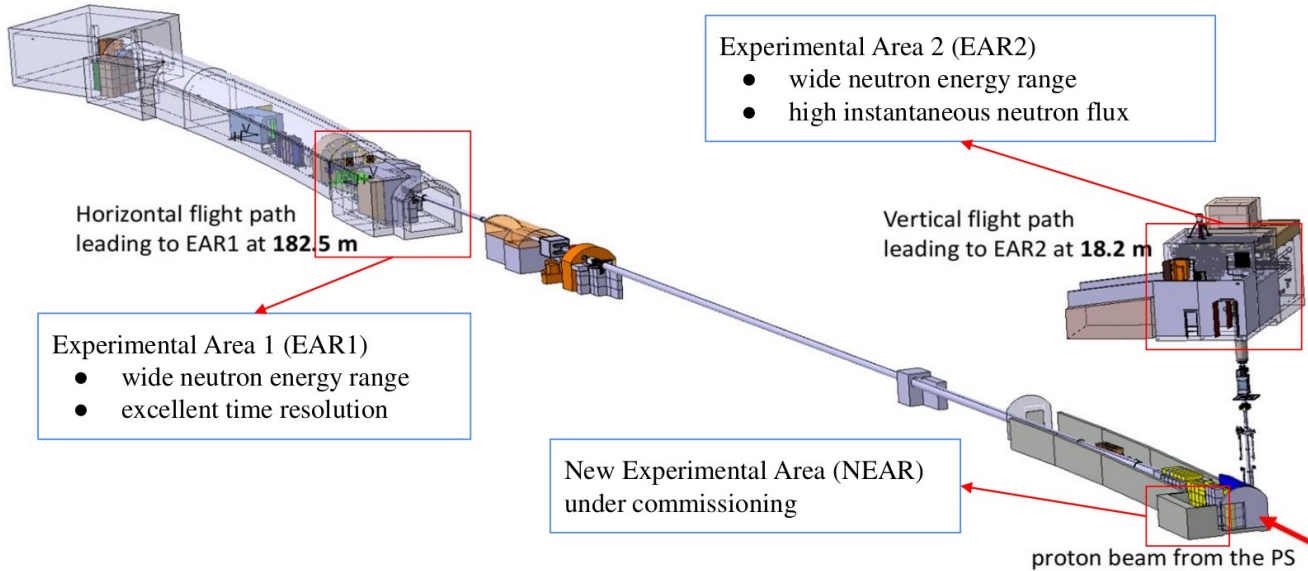 Experimental Area 2 (EAR2)
● wide neutron energy range
● high instantaneous neutron flux
Horizontal flight path
leading to EAR1 at 182.5 m
Vertical flight path
leading to EAR2 at 18.2 m
Experimental Area 1 (EAR1)
● wide neutron energy range
● excellent time resolution
New Experimental Area (NEAR)
under commissioning
proton beam from the PS